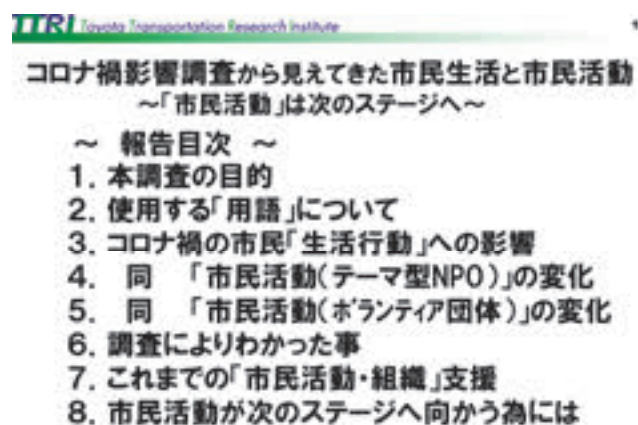 TTRI Toyota Transportation Research Institute
コロナ禍影響調査から見えてきた市民生活と市民活動
～「市民活動」は次のステージへ～
～ 報告目次 ～
1. 本調査の目的
2. 使用する「用語」について
3. コロナ禍の市民「生活行動」への影響
4. 同 「市民活動(テーマ型NPO)」の変化
5. 同 「市民活動(ボランティア団体)」の変化
6. 調査によりわかった事
7. これまでの「市民活動・組織」支援
8. 市民活動が次のステージへ向かう為には